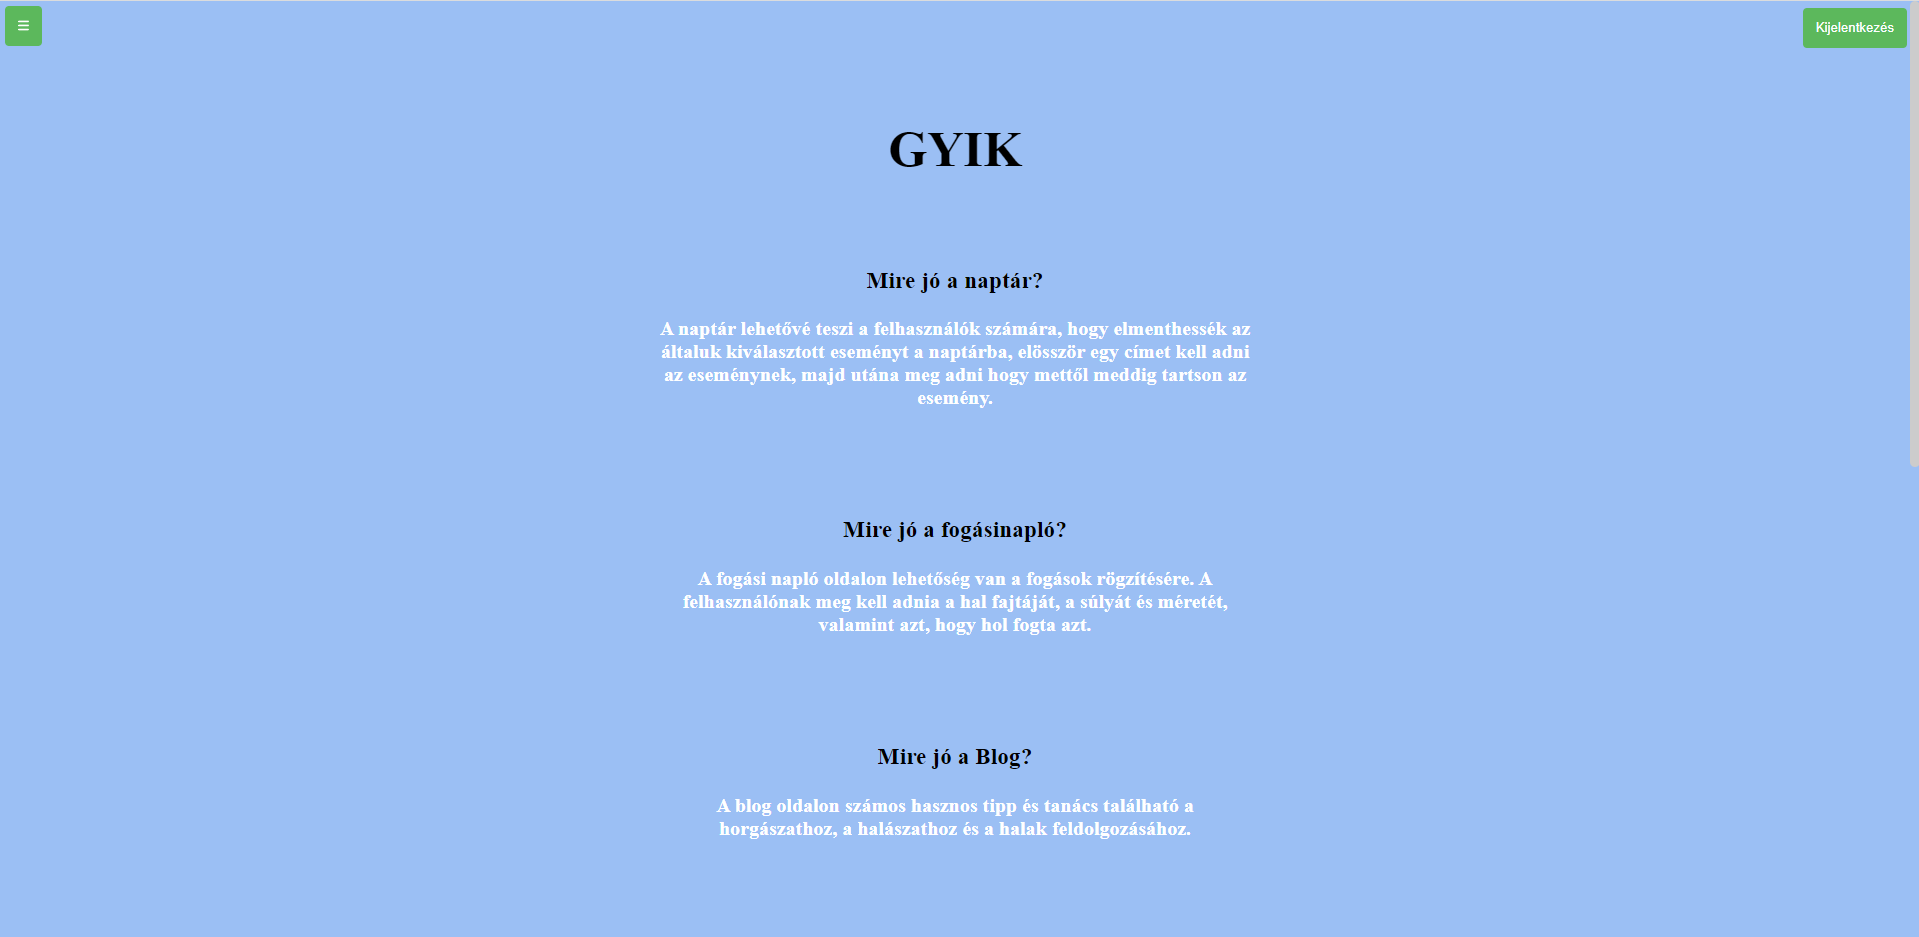 ☰
Kijelentkezés
GYIK
Mire jó a naptár?
A naptár lehetővé teszi a felhasználók számára, hogy elmenthessék az
általuk kiválasztott eseményt a naptárba, elösször egy címet kell adni
az eseménynek, majd utána meg adni hogy mettől meddig tartson az
esemény.
Mire jó a fogásinapló?
A fogási napló oldalon lehetőség van a fogások rögzítésére. A
felhasználónak meg kell adnia a hal fajtáját, a súlyát és méretét,
valamint azt, hogy hol fogta azt.
Mire jó a Blog?
A blog oldalon számos hasznos tipp és tanács található a
horgászathoz, a halászathoz és a halak feldolgozásához.